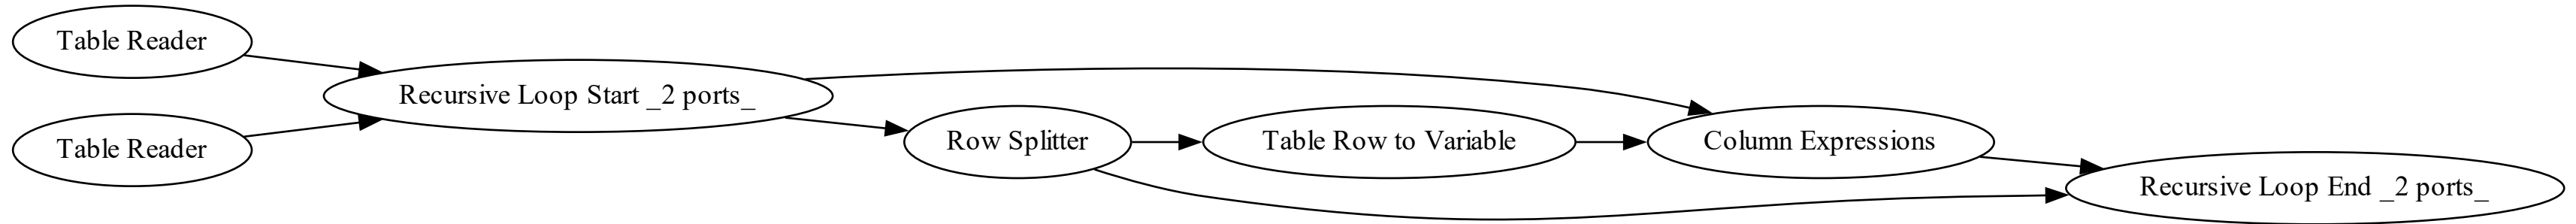 Table Reader
Table Reader
Recursive Loop Start _2 ports_
Row Splitter
Table Row to Variable
Column Expressions
Recursive Loop End _2 ports_